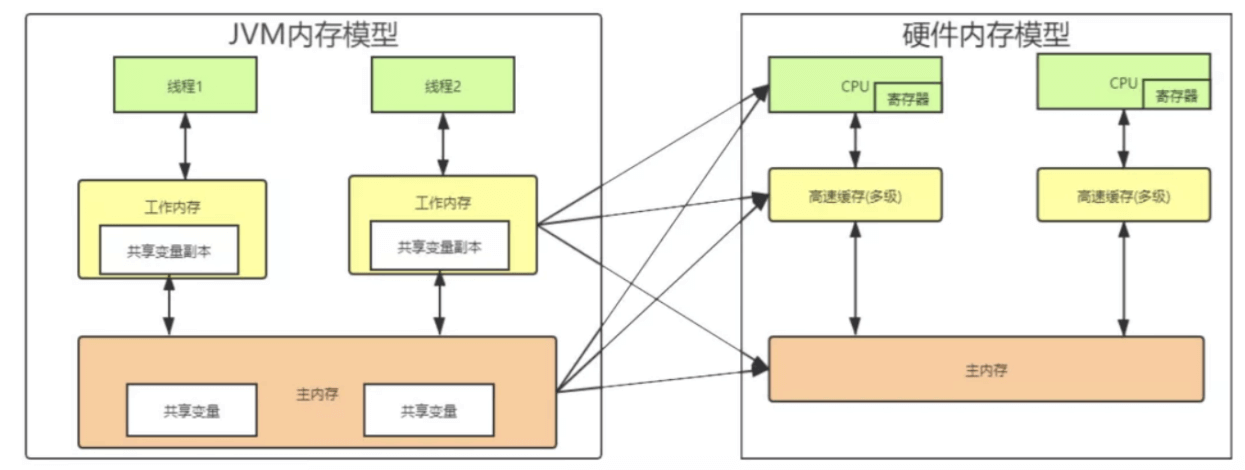 JVM内存模型
线程1
线程2
工作内存
共享变量副本
工作内存
共享变量副本
主内存
共享变量
共享变量
硬件内存模型
CPU
寄存器
CPU
寄存器
高速缓存(多级)
高速缓存(多级)
主内存